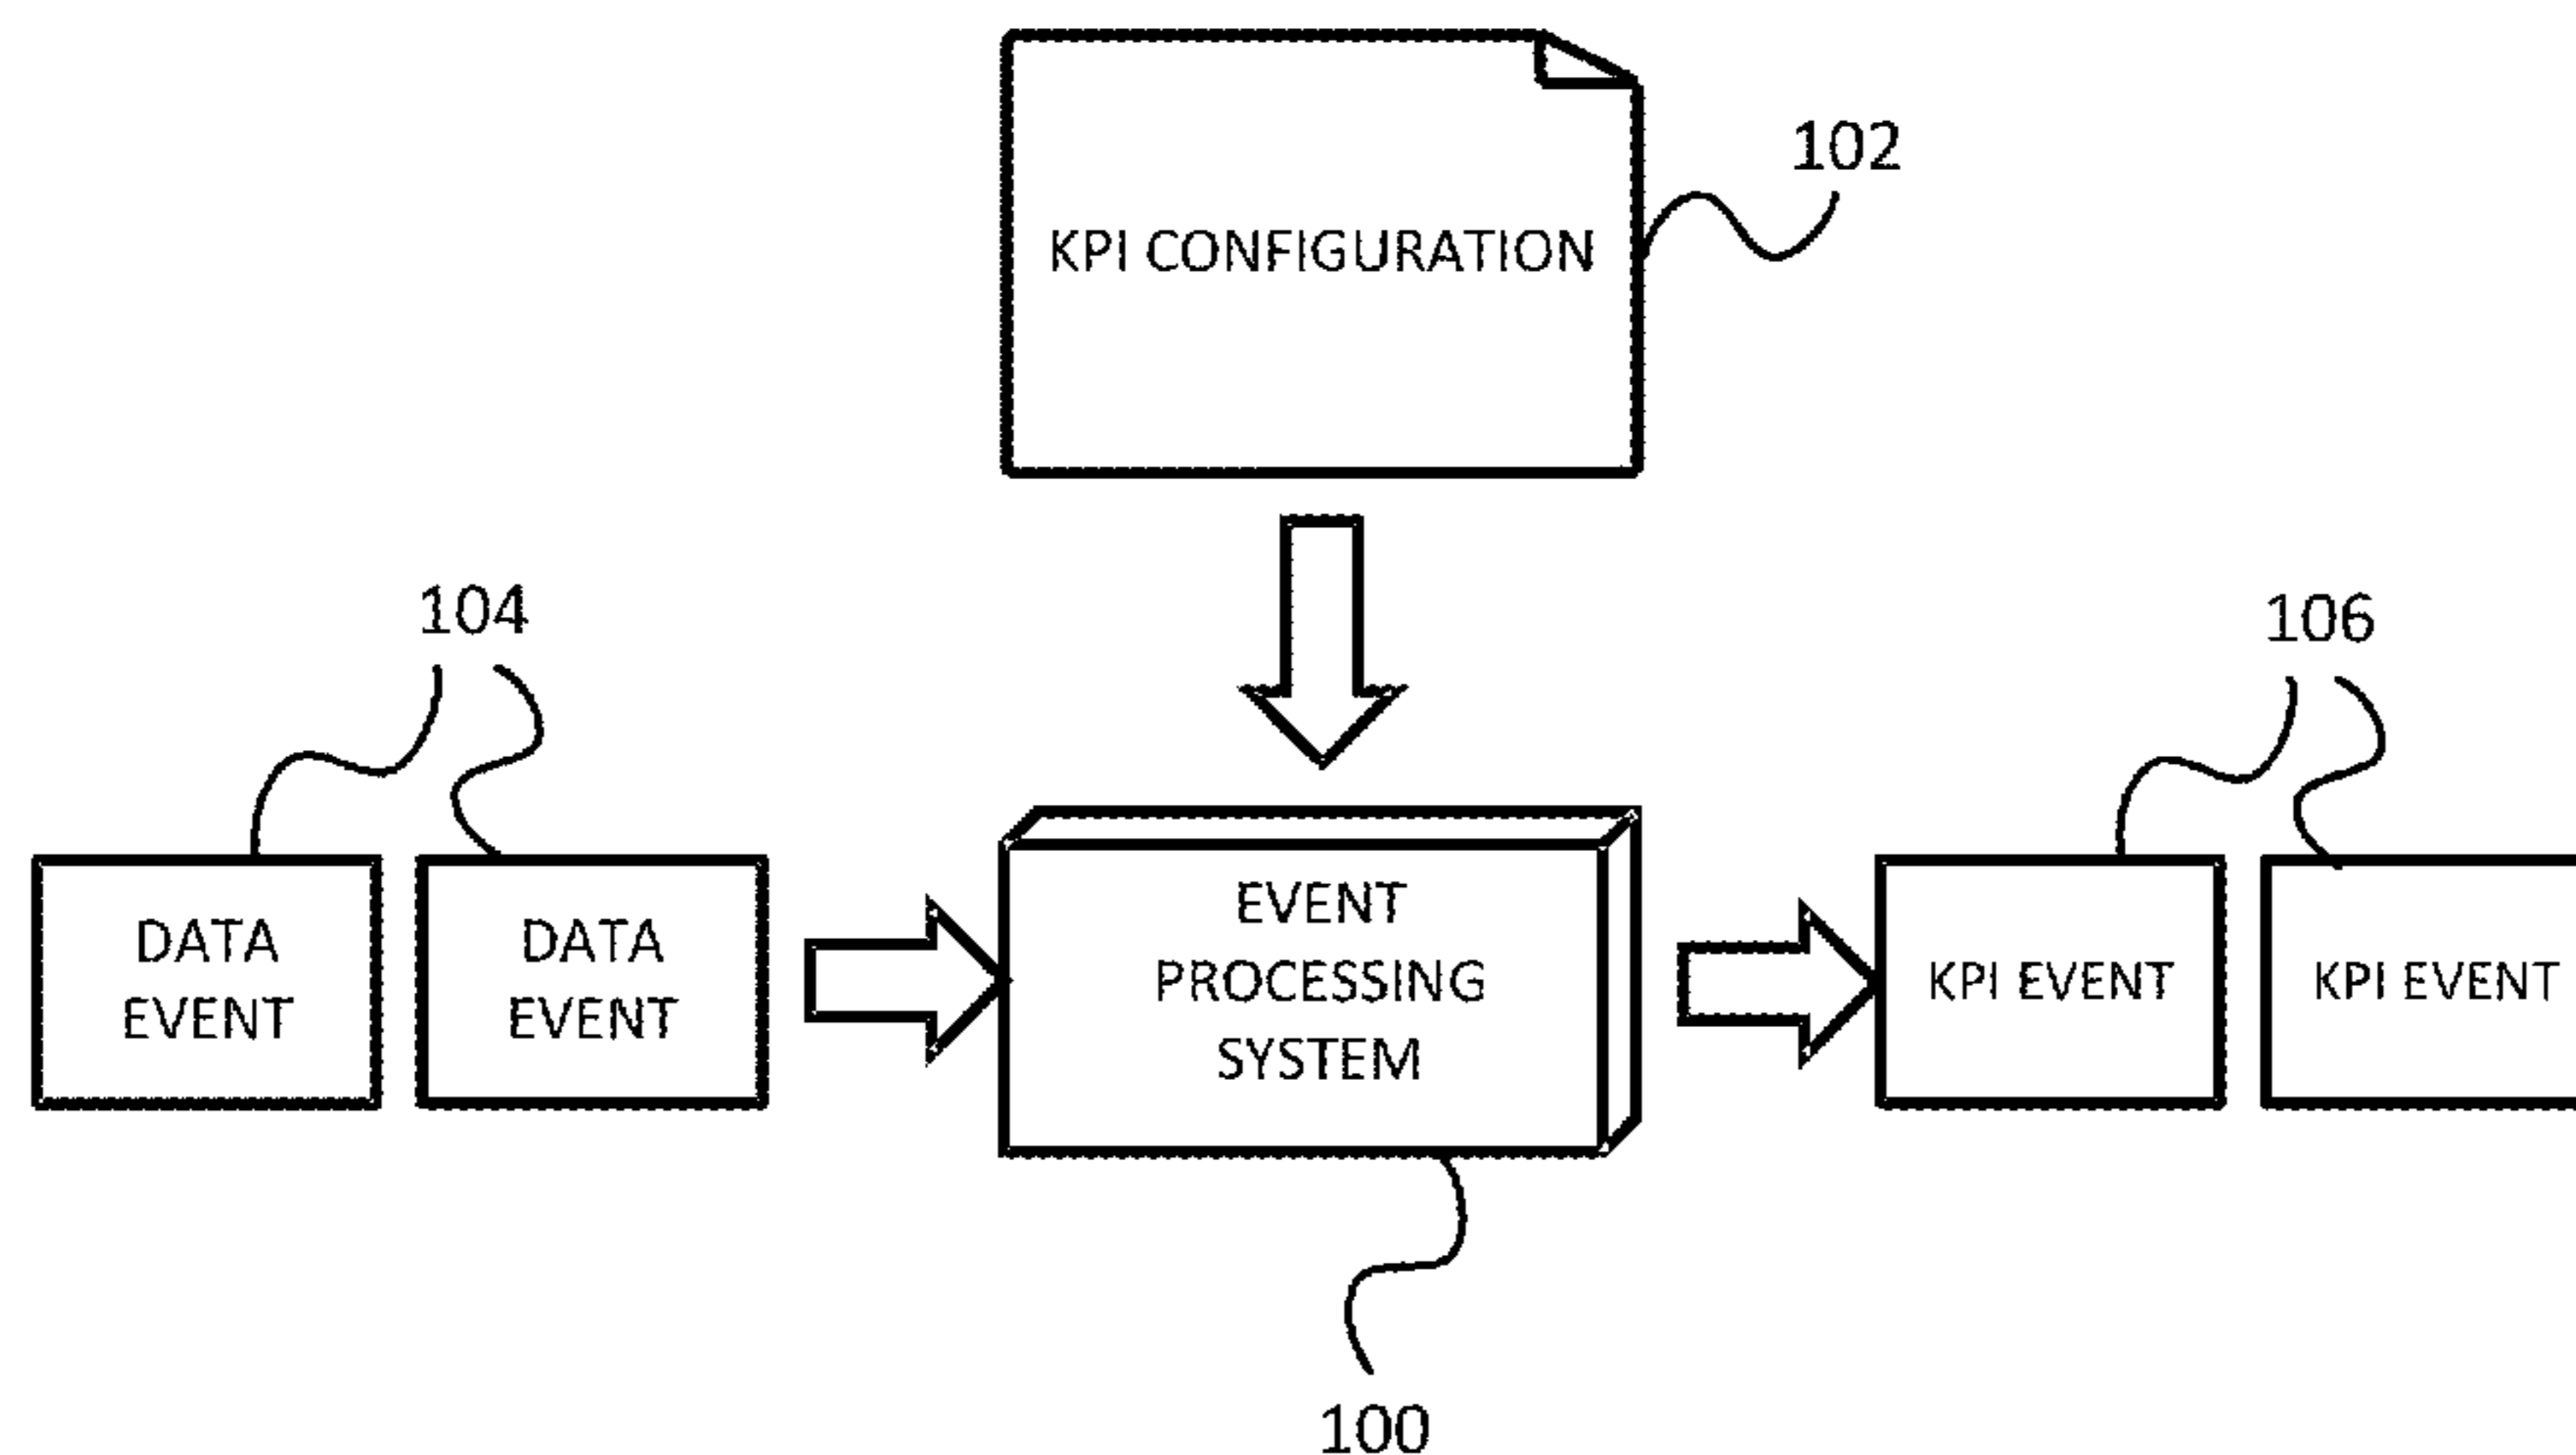 102
KPI CONFIGURATION
104
106
DATA
EVENT
DATA
EVENT
EVENT
PROCESSING
SYSTEM
KPI EVENT
KPI EVENT
100